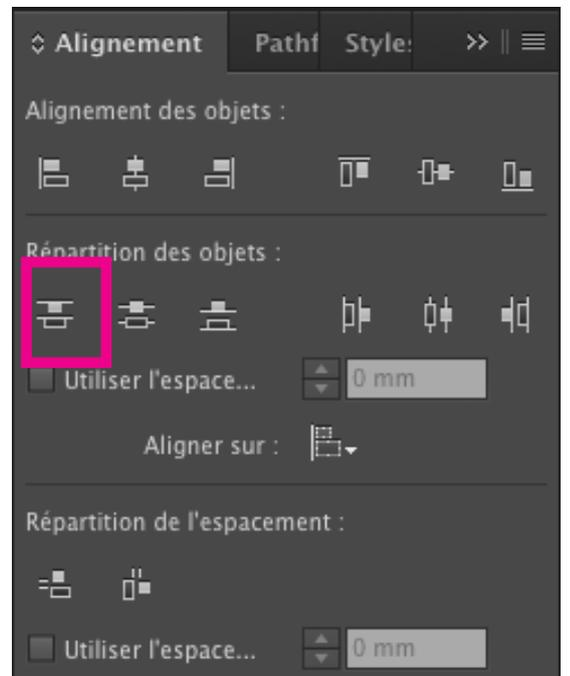 Alignement Pathf Styles
Alignement des objets :
Répartition des objets :
Utiliser l'espace... 0 mm
Aligner sur :
Répartition de l'espacement :
Utiliser l'espace... 0 mm